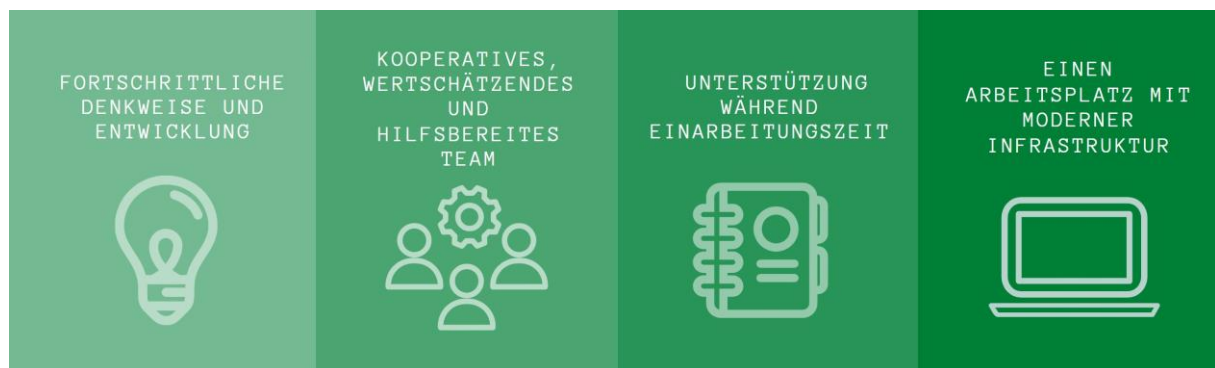 FORTSCHRITTLICHE
DENKWEISE UND
ENTWICKLUNG
KOOPERATIVES,
WERTSCHÄTZENDES
UND
HILFSBEREITES
TEAM
UNTERSTÜTZUNG
WÄHREND
EINARBEITUNGSZEIT
EINEN
ARBEITSPLATZ MIT
MODERNER
INFRASTRUKTUR